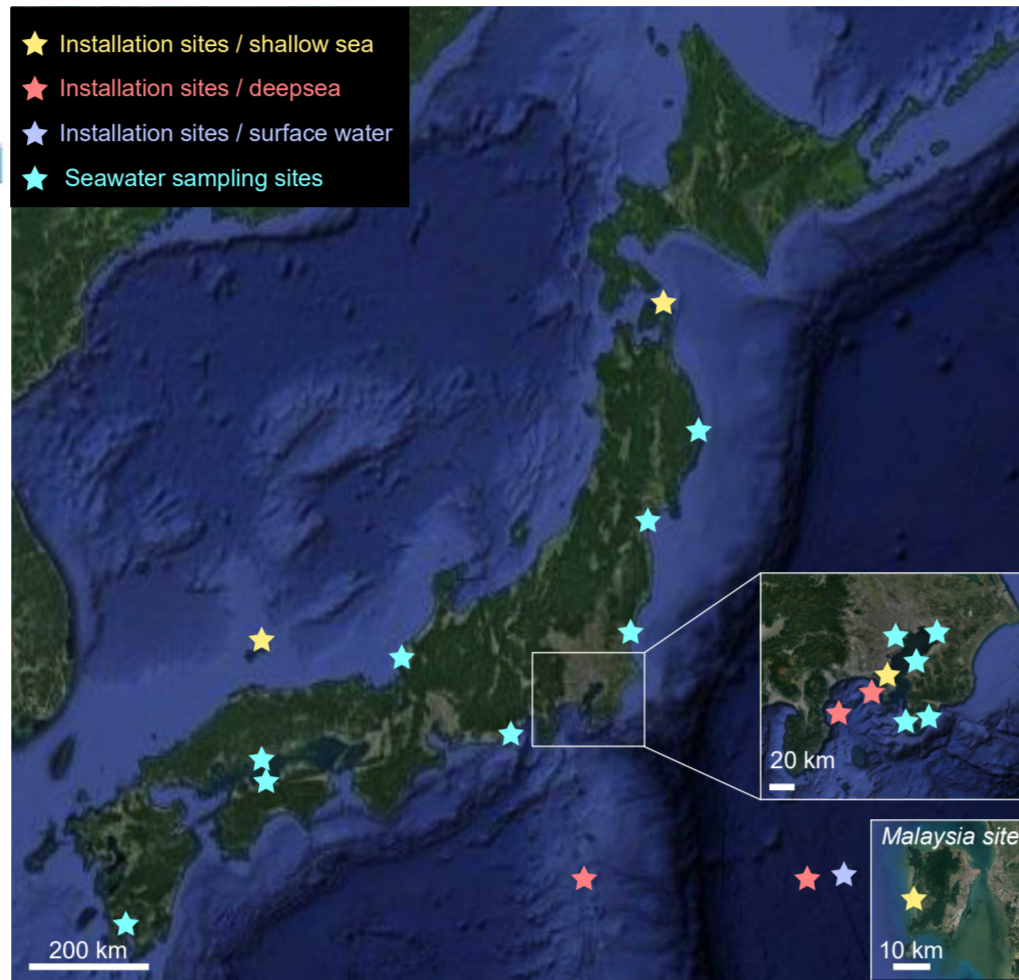 Installation sites / shallow sea
Installation sites / deepsea
Installation sites / surface water
Seawater sampling sites
20 km
Malaysia site
10 km
200 km